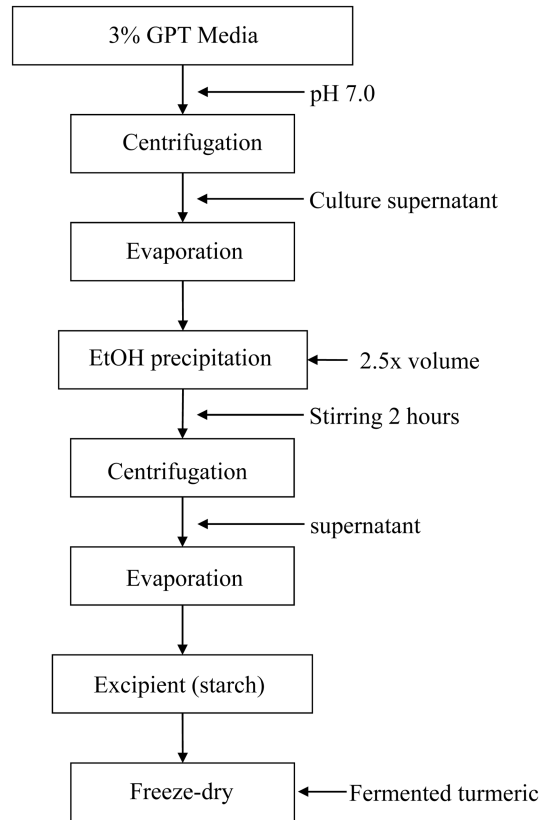 3% GPT Media
pH 7.0
Centrifugation
Culture supernatant
Evaporation
EtOH precipitation
2.5x volume
Stirring 2 hours
Centrifugation
supernatant
Evaporation
Excipient (starch)
Freeze-dry
Fermented turmeric